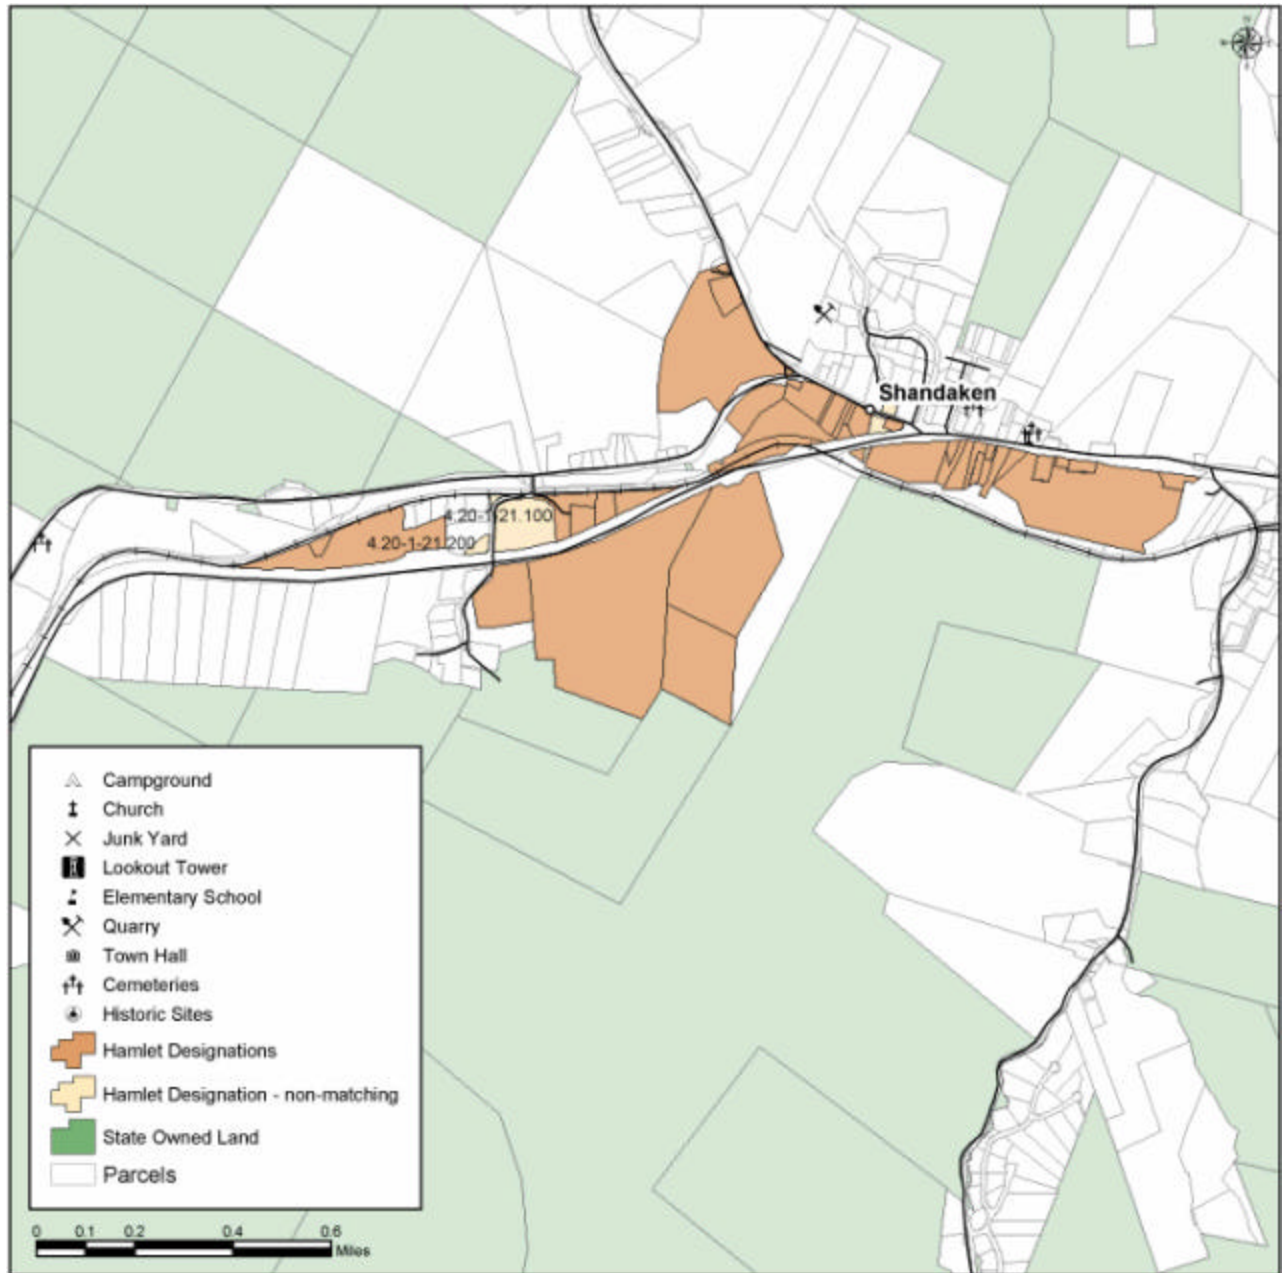 Shandaken
4.20-1-21.100
4.20-1-21.200
Campground
Church
Junk Yard
Lookout Tower
Elementary School
Quarry
Town Hall
Cemeteries
Historic Sites
Hamlet Designations
Hamlet Designation - non-matching
State Owned Land
Parcels
0 0.1 0.2 0.4 0.6
Miles